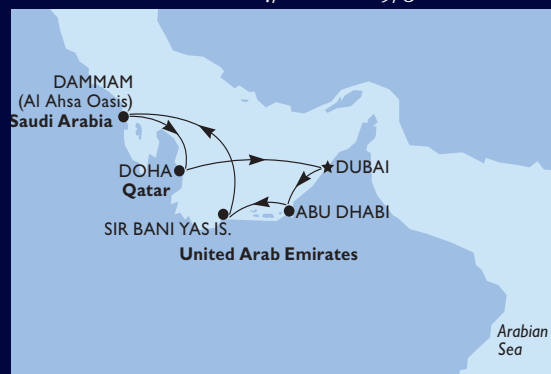 DAMMAM
(Al Ahsa Oasis)
Saudi Arabia
DOHA
Qatar
DUBAI
ABU DHABI
SIR BANI YAS IS.
United Arab Emirates
Arabian
Sea